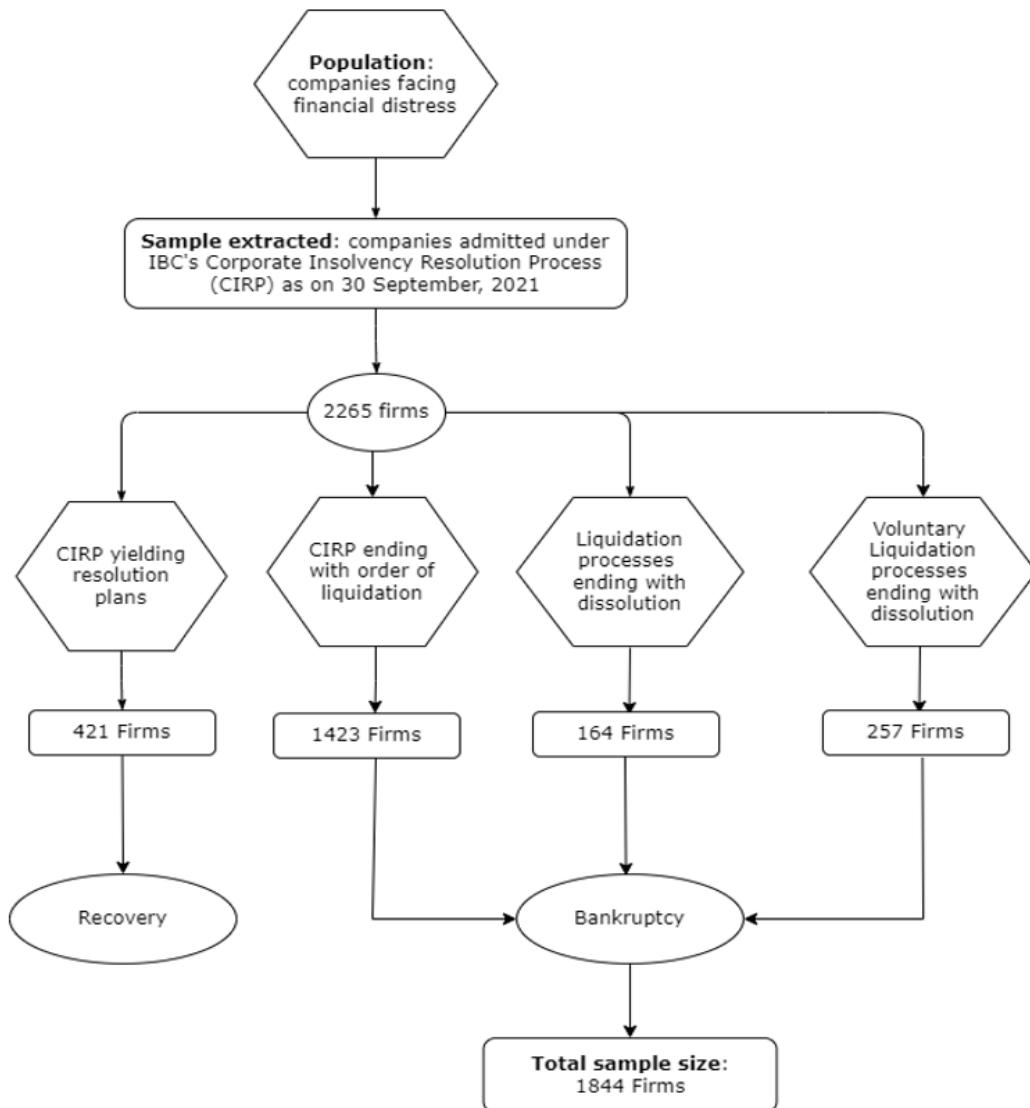 Population:
companies facing
financial distress
Sample extracted: companies admitted under
IBC's Corporate Insolvency Resolution Process
(CIRP) as on 30 September, 2021
2265 firms
CIRP yielding
resolution
plans
CIRP ending
with order of
liquidation
Liquidation
processes
ending with
dissolution
Voluntary
Liquidation
processes
ending with
dissolution
421 Firms
1423 Firms
164 Firms
257 Firms
Recovery
Bankruptcy
Total sample size:
1844 Firms